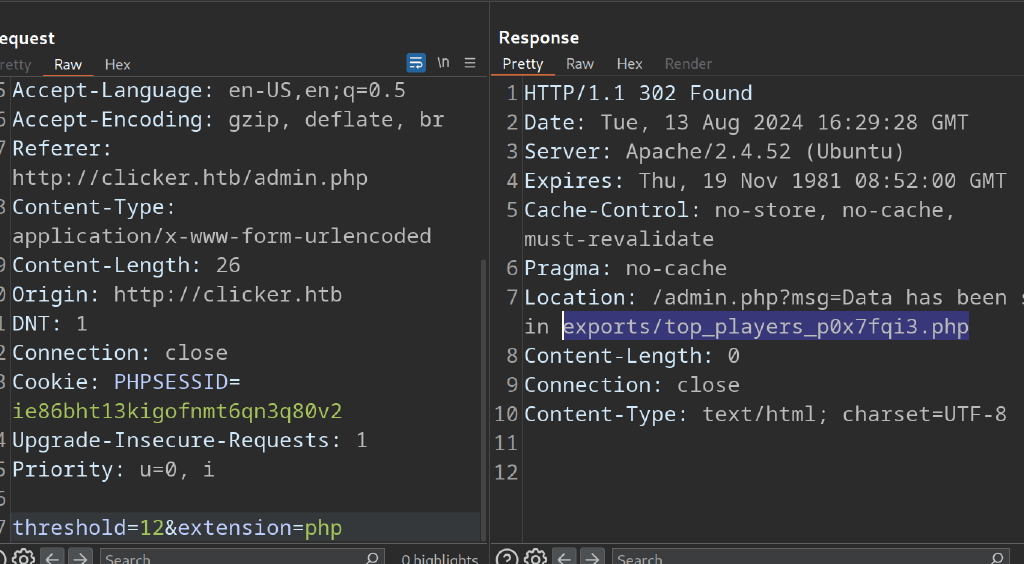 equest
Response
retty Raw Hex
\n
Pretty Raw Hex Render
5 Accept-Language: en-US,en;q=0.5
6 Accept-Encoding: gzip, deflate, br
7 Referer:
http://clicker.htb/admin.php
8 Content-Type:
application/x-www-form-urlencoded
9 Content-Length: 26
0 Origin: http://clicker.htb
1 DNT: 1
2 Connection: close
3 Cookie: PHPSESSID=
ie86bht13kigofnmt6qn3q80v2
4 Upgrade-Insecure-Requests: 1
5 Priority: u=0, i
6
7 threshold=12&extension=php
1 HTTP/1.1 302 Found
2 Date: Tue, 13 Aug 2024 16:29:28 GMT
3 Server: Apache/2.4.52 (Ubuntu)
4 Expires: Thu, 19 Nov 1981 08:52:00 GMT
5 Cache-Control: no-store, no-cache,
must-revalidate
6 Pragma: no-cache
7 Location: /admin.php?msg=Data has been
in exports/top_players_p0x7fqi3.php
8 Content-Length: 0
9 Connection: close
10 Content-Type: text/html; charset=UTF-8
11
12
Search
0 highlights
Search